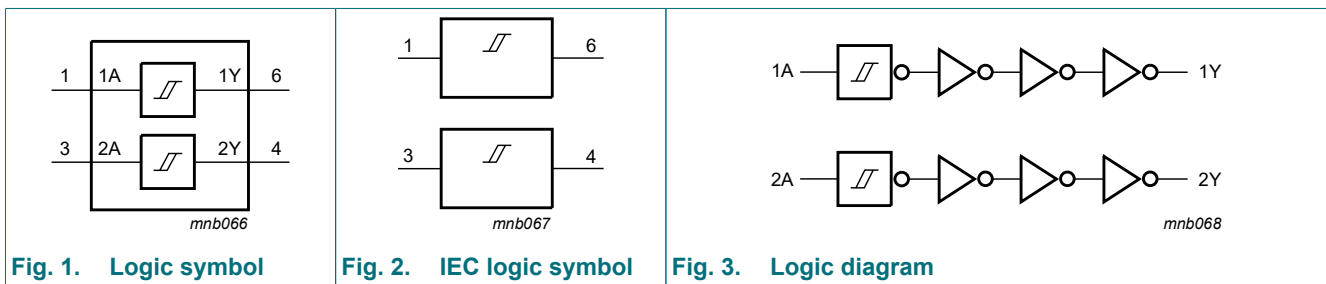 1 1A 1Y 6
3 2A 2Y 4
mnb066
Fig. 1. Logic symbol
1 6
3 4
mnb067
Fig. 2. IEC logic symbol
1A 1Y
2A 2Y
mnb068
Fig. 3. Logic diagram